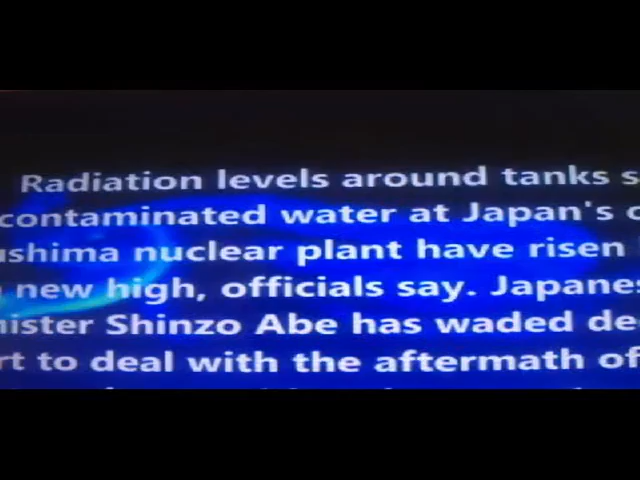 Radiation levels around tanks s
contaminated water at Japan's
ushima nuclear plant have risen
new high, officials say. Japanes
nister Shinzo Abe has waded de
rt to deal with the aftermath of